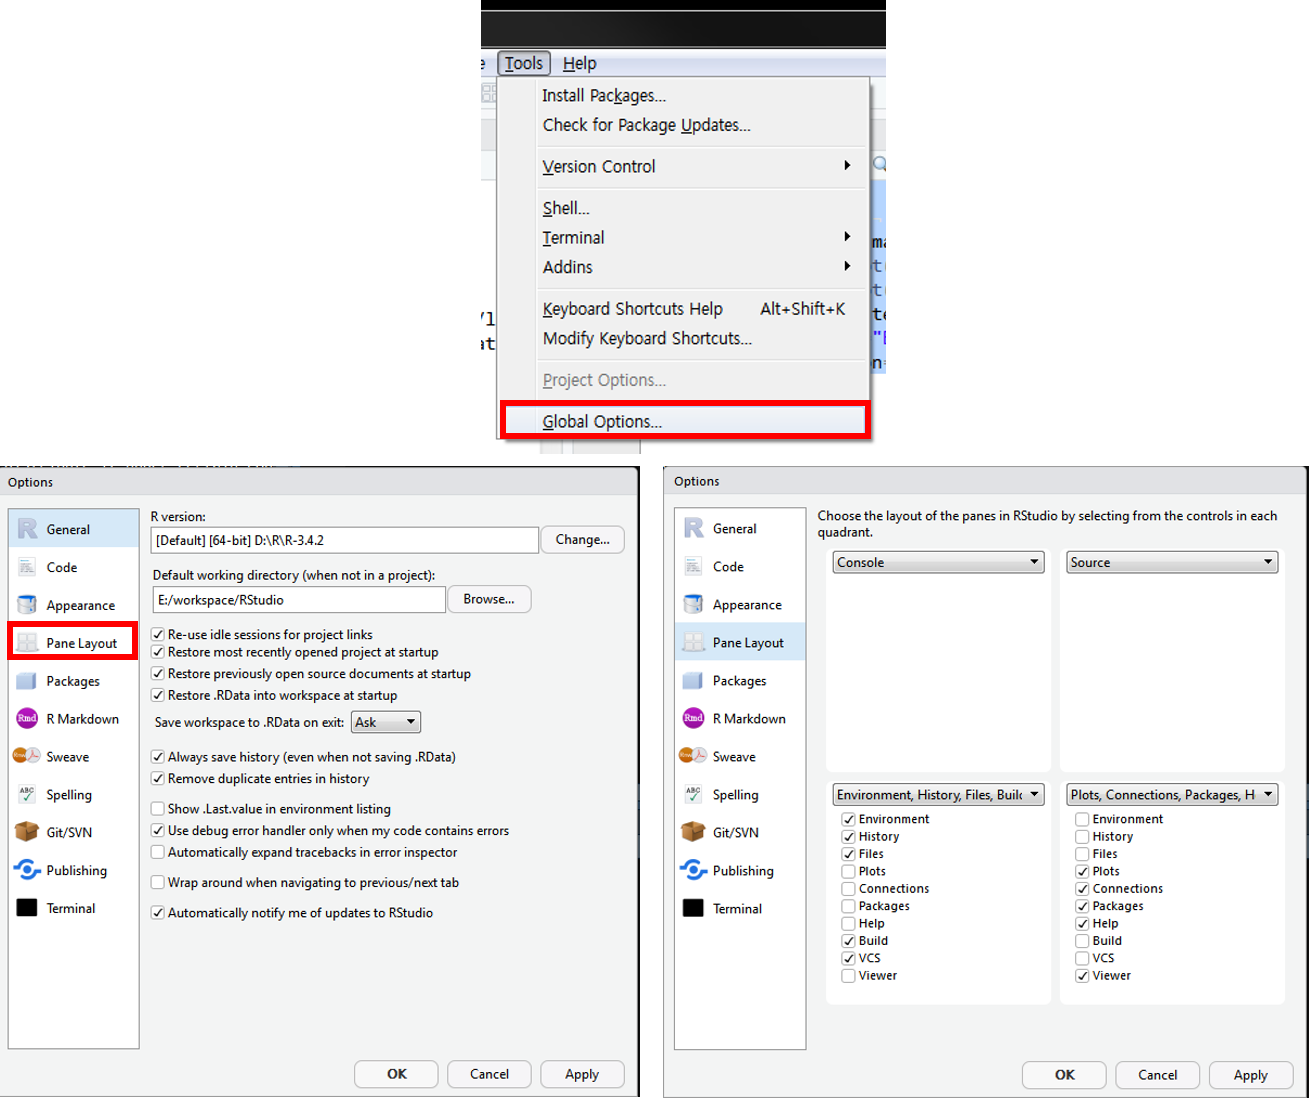 Tools Help
Install Packages...
Check for Package Updates...
Version Control
Shell...
Terminal
Addins
Keyboard Shortcuts Help Alt+Shift+K
Modify Keyboard Shortcuts...
Project Options...
Global Options...
Options
General
Code
Appearance
Pane Layout
Packages
Rmd R Markdown
Sweave
ABC Spelling
Git/SVN
Publishing
Terminal
R version:
[Default] [64-bit] D:\R\R-3.4.2
Change...
Default working directory (when not in a project):
E:/workspace/RStudio
Browse...
Re-use idle sessions for project links
Restore most recently opened project at startup
Restore previously open source documents at startup
Restore .RData into workspace at startup
Save workspace to .RData on exit: Ask
Always save history (even when not saving .RData)
Remove duplicate entries in history
Show .Last.value in environment listing
Use debug error handler only when my code contains errors
Automatically expand tracebacks in error inspector
Wrap around when navigating to previous/next tab
Automatically notify me of updates to RStudio
OK Cancel Apply
Options
General
Code
Appearance
Pane Layout
Packages
Rmd R Markdown
Sweave
ABC Spelling
Git/SVN
Publishing
Terminal
Choose the layout of the panes in RStudio by selecting from the controls in each
quadrant.
Console
Source
Environment, History, Files, Builc
Environment
History
Files
Plots
Connections
Packages
Help
Build
VCS
Viewer
Plots, Connections, Packages, H
Environment
History
Files
Plots
Connections
Packages
Help
Build
VCS
Viewer
OK Cancel Apply